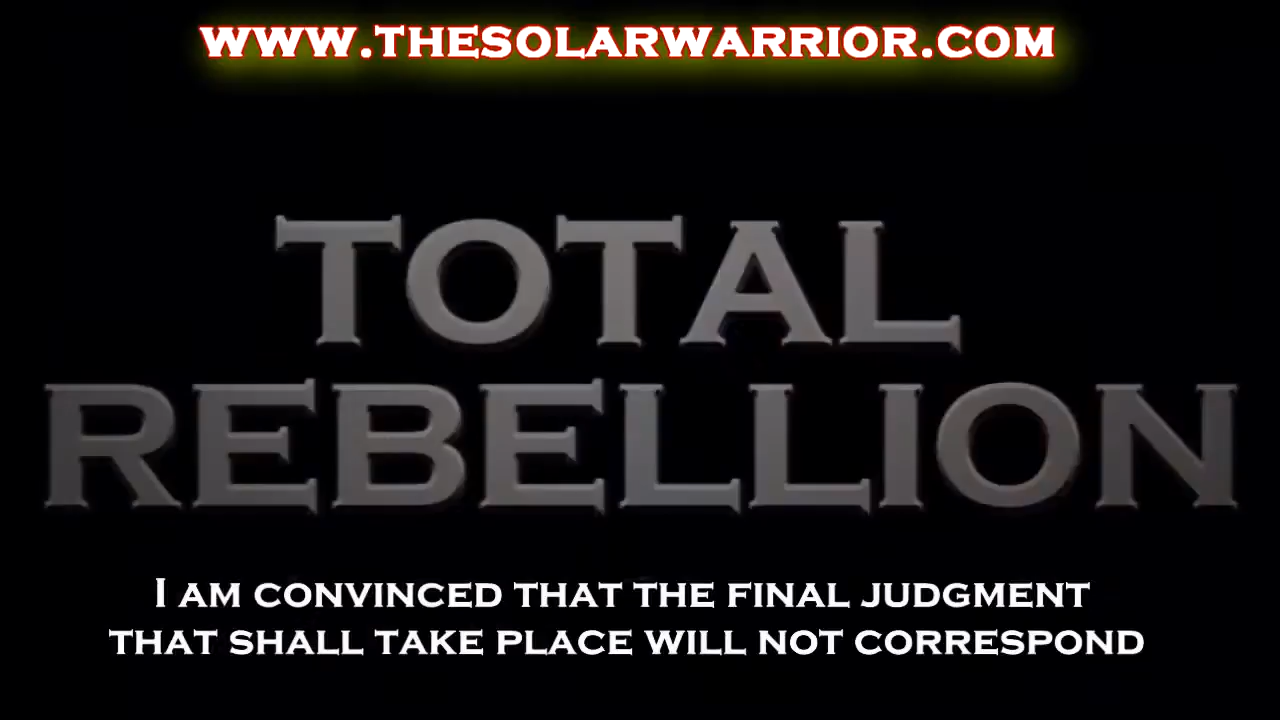 WWW.THESOLARWARRIOR.COM
TOTAL
REBELLION
I AM CONVINCED THAT THE FINAL JUDGMENT
THAT SHALL TAKE PLACE WILL NOT CORRESPOND